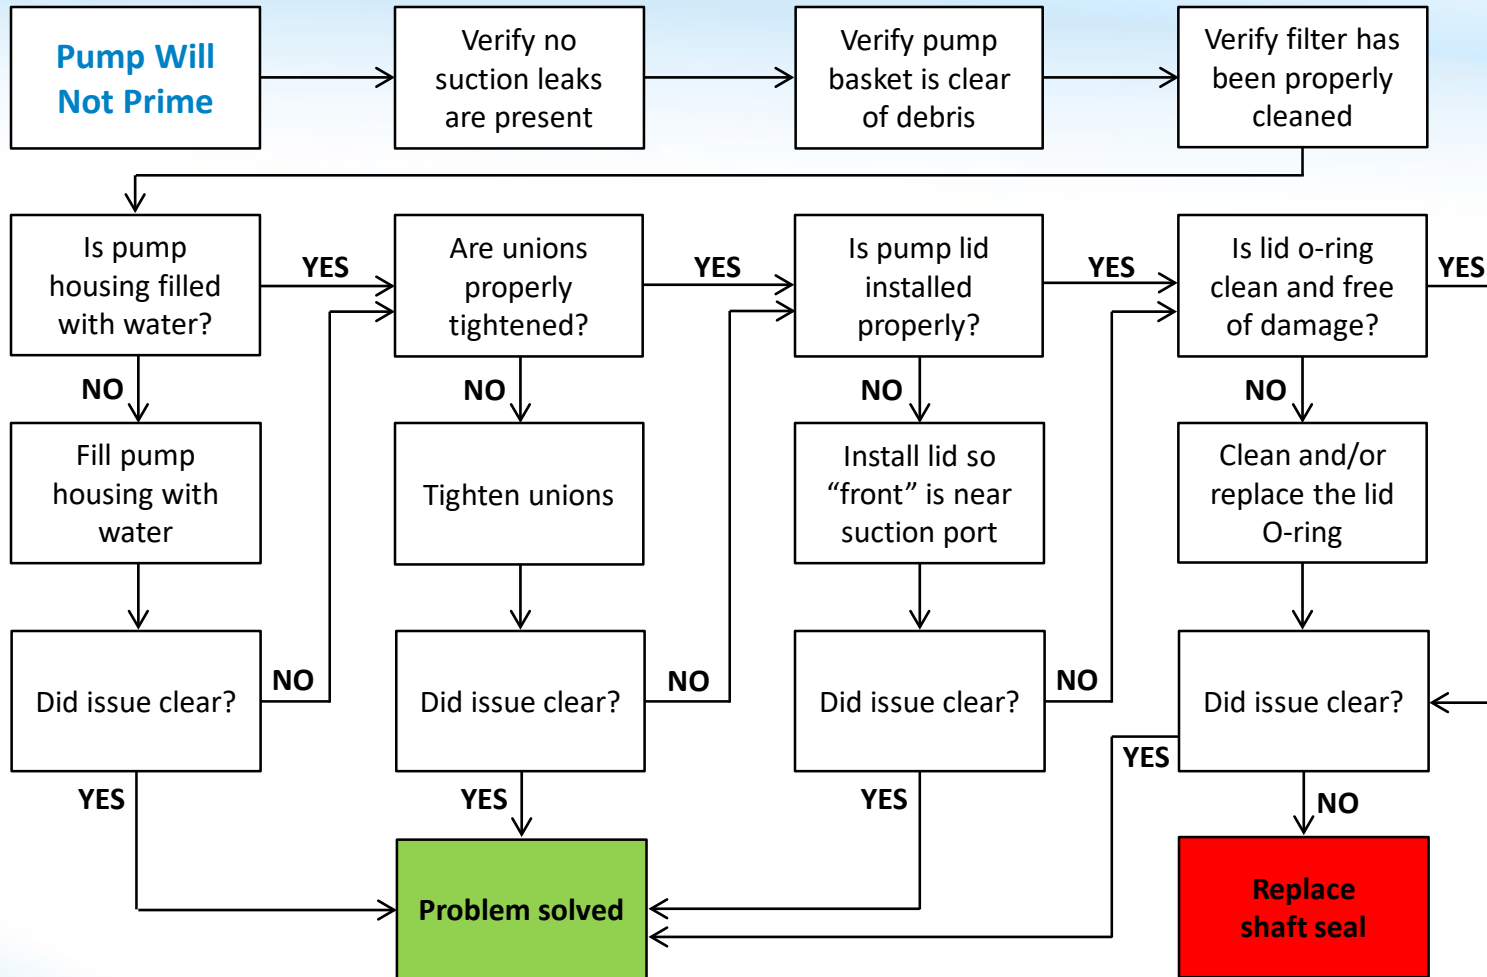 Pump Will
Not Prime
Verify no
suction leaks
are present
Verify pump
basket is clear
of debris
Verify filter has
been properly
cleaned
Is pump
housing filled
with water?
YES
Are unions
properly
tightened?
YES
Is pump lid
installed
properly?
YES
Is lid o-ring
clean and free
of damage?
YES
NO
NO
NO
NO
Fill pump
housing with
water
Tighten unions
Install lid so
“front” is near
suction port
Clean and/or
replace the lid
O-ring
Did issue clear?
NO
Did issue clear?
NO
Did issue clear?
NO
Did issue clear?
YES
YES
YES
YES
NO
Problem solved
Replace
shaft seal